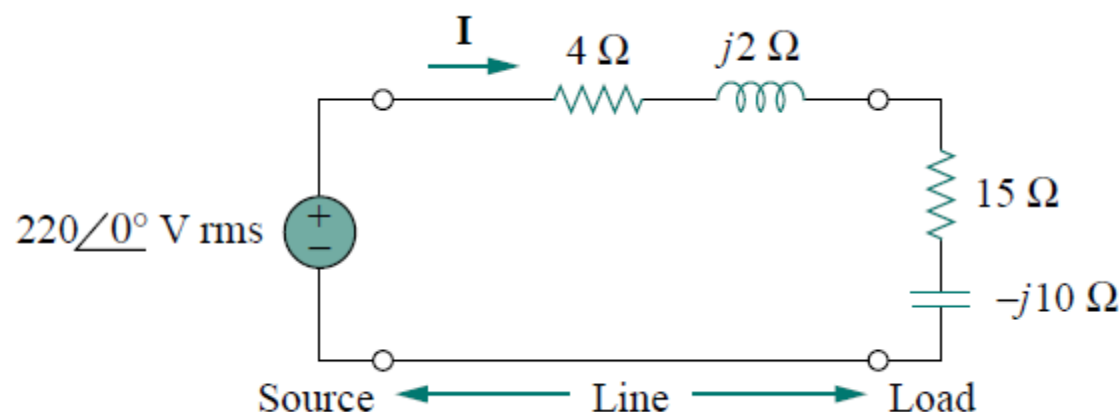 I
4 Ω
j2 Ω
220∠0° V rms
+
−
15 Ω
−j10 Ω
Source Line Load